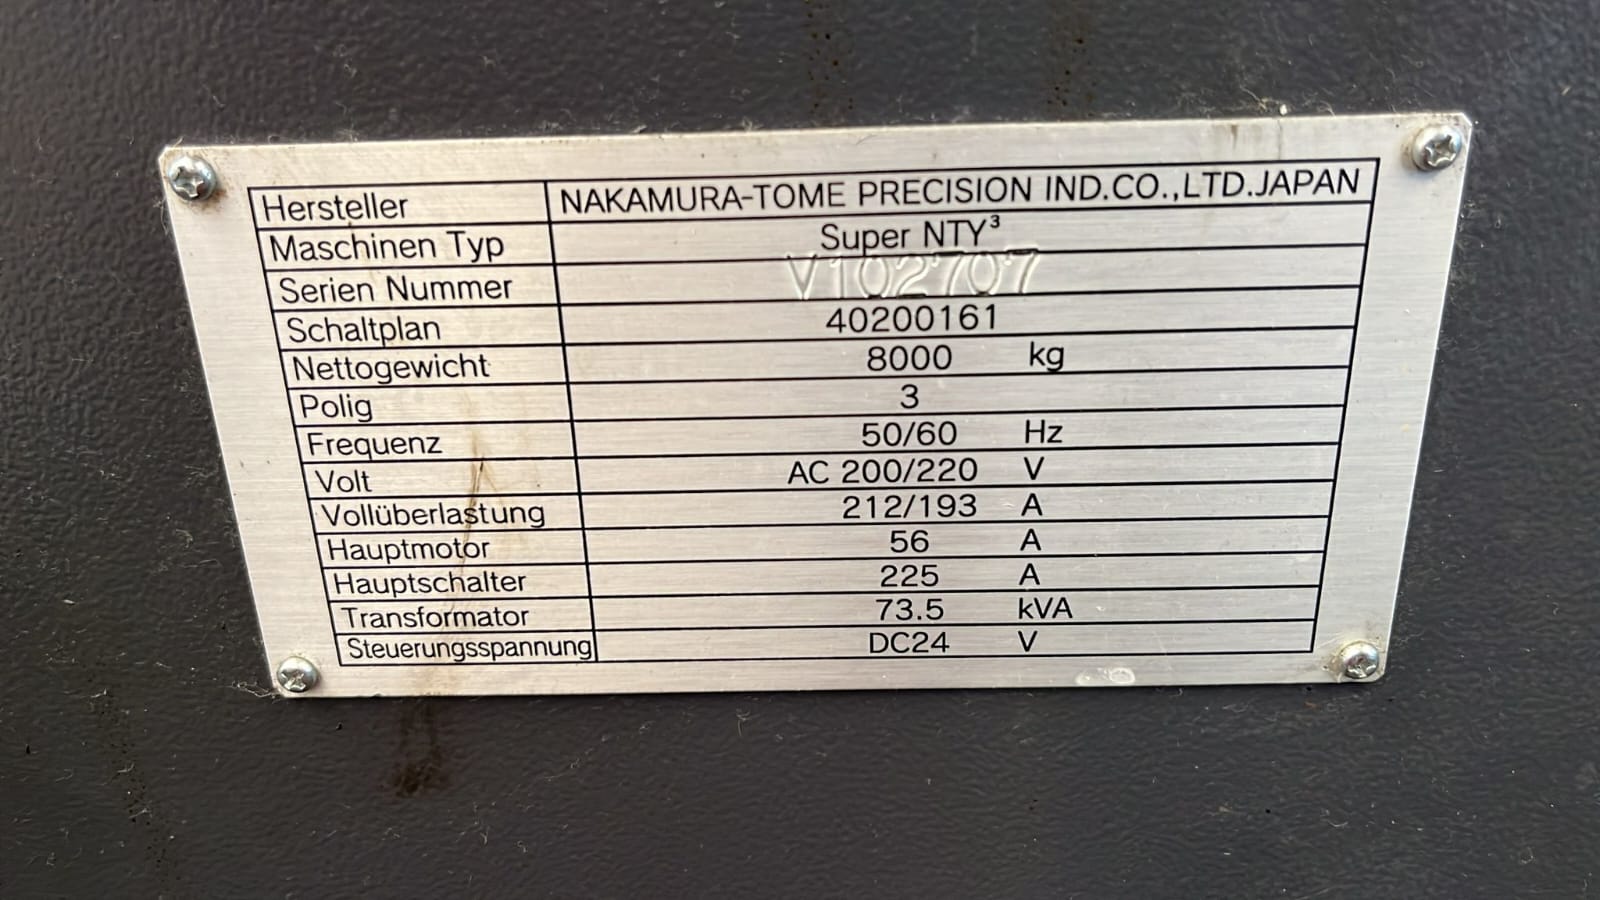 Hersteller NAKAMURA-TOME PRECISION IND.CO.,LTD.JAPAN
Maschinen Typ Super NTY³
Serien Nummer V102707
Schaltplan 40200161
Nettogewicht 8000 kg
Polig 3
Frequenz 50/60 Hz
Volt AC 200/220 V
Vollüberlastung 212/193 A
Hauptmotor 56 A
Hauptschalter 225 A
Transformator 73.5 kVA
Steuerungsspannung DC24 V